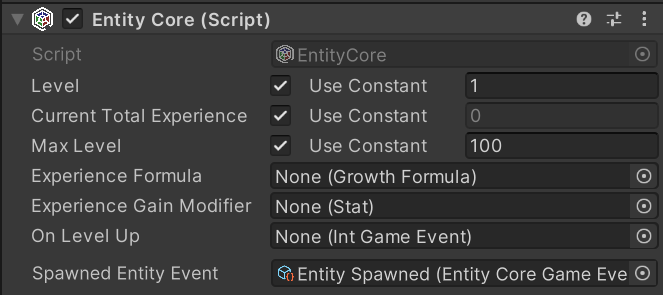 Entity Core (Script)
Script EntityCore
Level Use Constant 1
Current Total Experience Use Constant 0
Max Level Use Constant 100
Experience Formula None (Growth Formula)
Experience Gain Modifier None (Stat)
On Level Up None (Int Game Event)
Spawned Entity Event Entity Spawned (Entity Core Game Eve